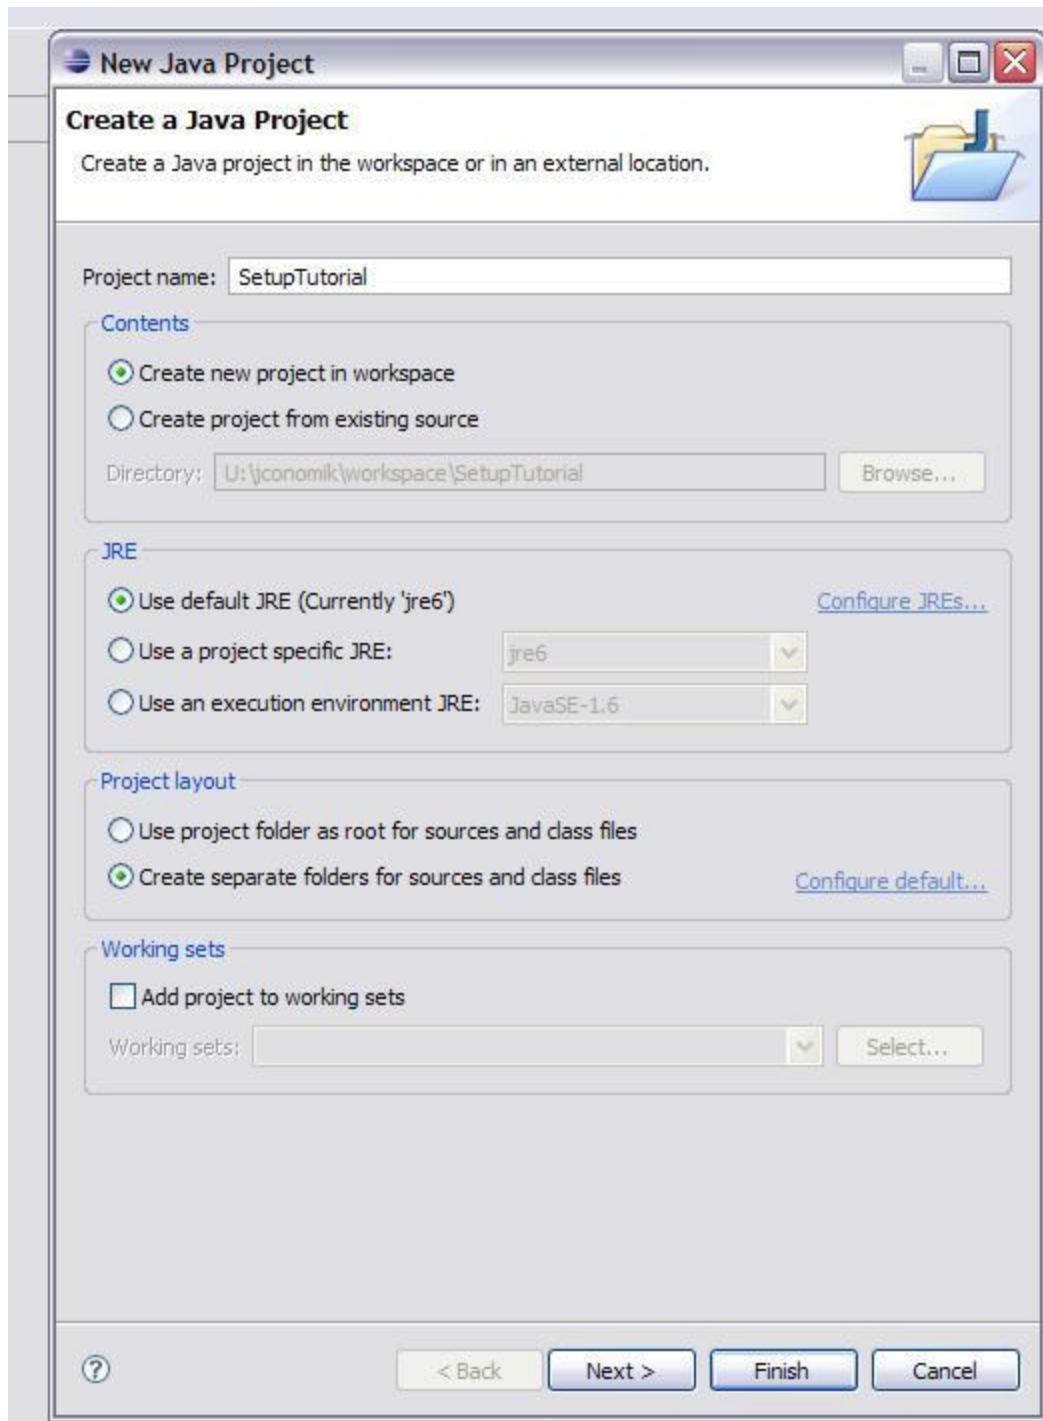 New Java Project
Create a Java Project
Create a Java project in the workspace or in an external location.
Project name: SetupTutorial
Contents
Create new project in workspace
Create project from existing source
Directory: U:\jconomik\workspace\SetupTutorial Browse...
JRE
Use default JRE (Currently 'jre6') Configure JREs...
Use a project specific JRE: jre6
Use an execution environment JRE: JavaSE-1.6
Project layout
Use project folder as root for sources and class files
Create separate folders for sources and class files Configure default...
Working sets
Add project to working sets
Working sets: Select...
? < Back Next > Finish Cancel